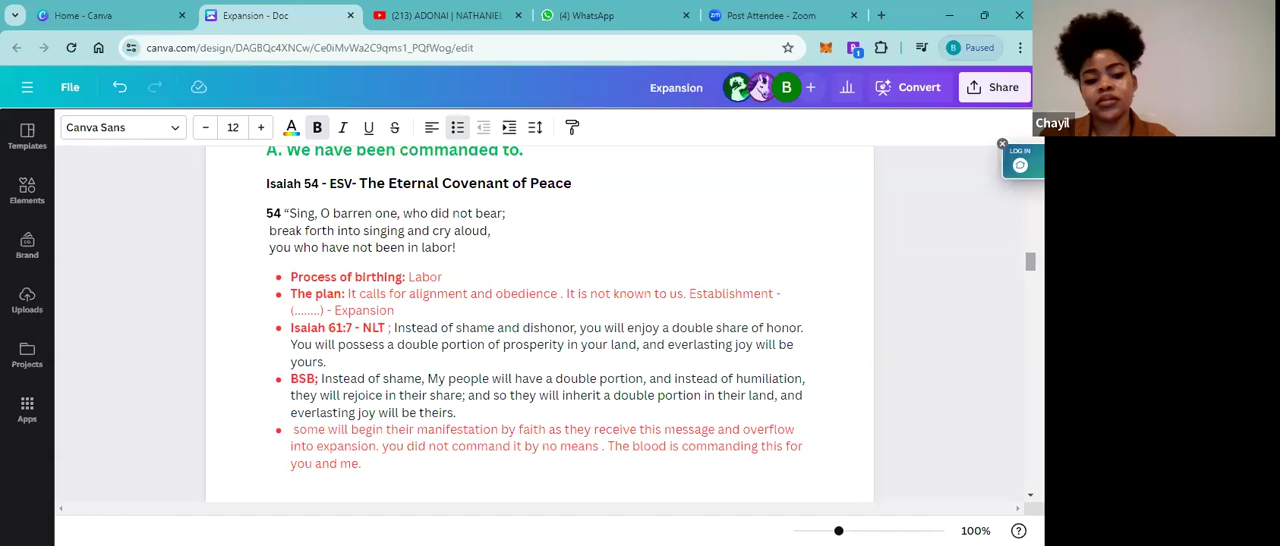 Home - Canva
Expansion - Doc
(213) ADONAI | NATHANIEL
(4) WhatsApp
Post Attendee - Zoom
canva.com/design/DAGBQc4XNCw/Ce0iMvWa2C9qms1_PQfWog/edit
1
B Paused
File
Expansion
B
Convert
Share
Chayil
Canva Sans
12
A
B I U S
LOG IN
Templates
Elements
Brand
Uploads
Projects
Apps
A. We have been commanded to.
Isaiah 54 - ESV- The Eternal Covenant of Peace
54 “Sing, O barren one, who did not bear;
break forth into singing and cry aloud,
you who have not been in labor!
Process of birthing: Labor
The plan: It calls for alignment and obedience . It is not known to us. Establishment -
(........) - Expansion
Isaiah 61:7 - NLT ; Instead of shame and dishonor, you will enjoy a double share of honor.
You will possess a double portion of prosperity in your land, and everlasting joy will be
yours.
BSB; Instead of shame, My people will have a double portion, and instead of humiliation,
they will rejoice in their share; and so they will inherit a double portion in their land, and
everlasting joy will be theirs.
some will begin their manifestation by faith as they receive this message and overflow
into expansion. you did not command it by no means . The blood is commanding this for
you and me.
100%